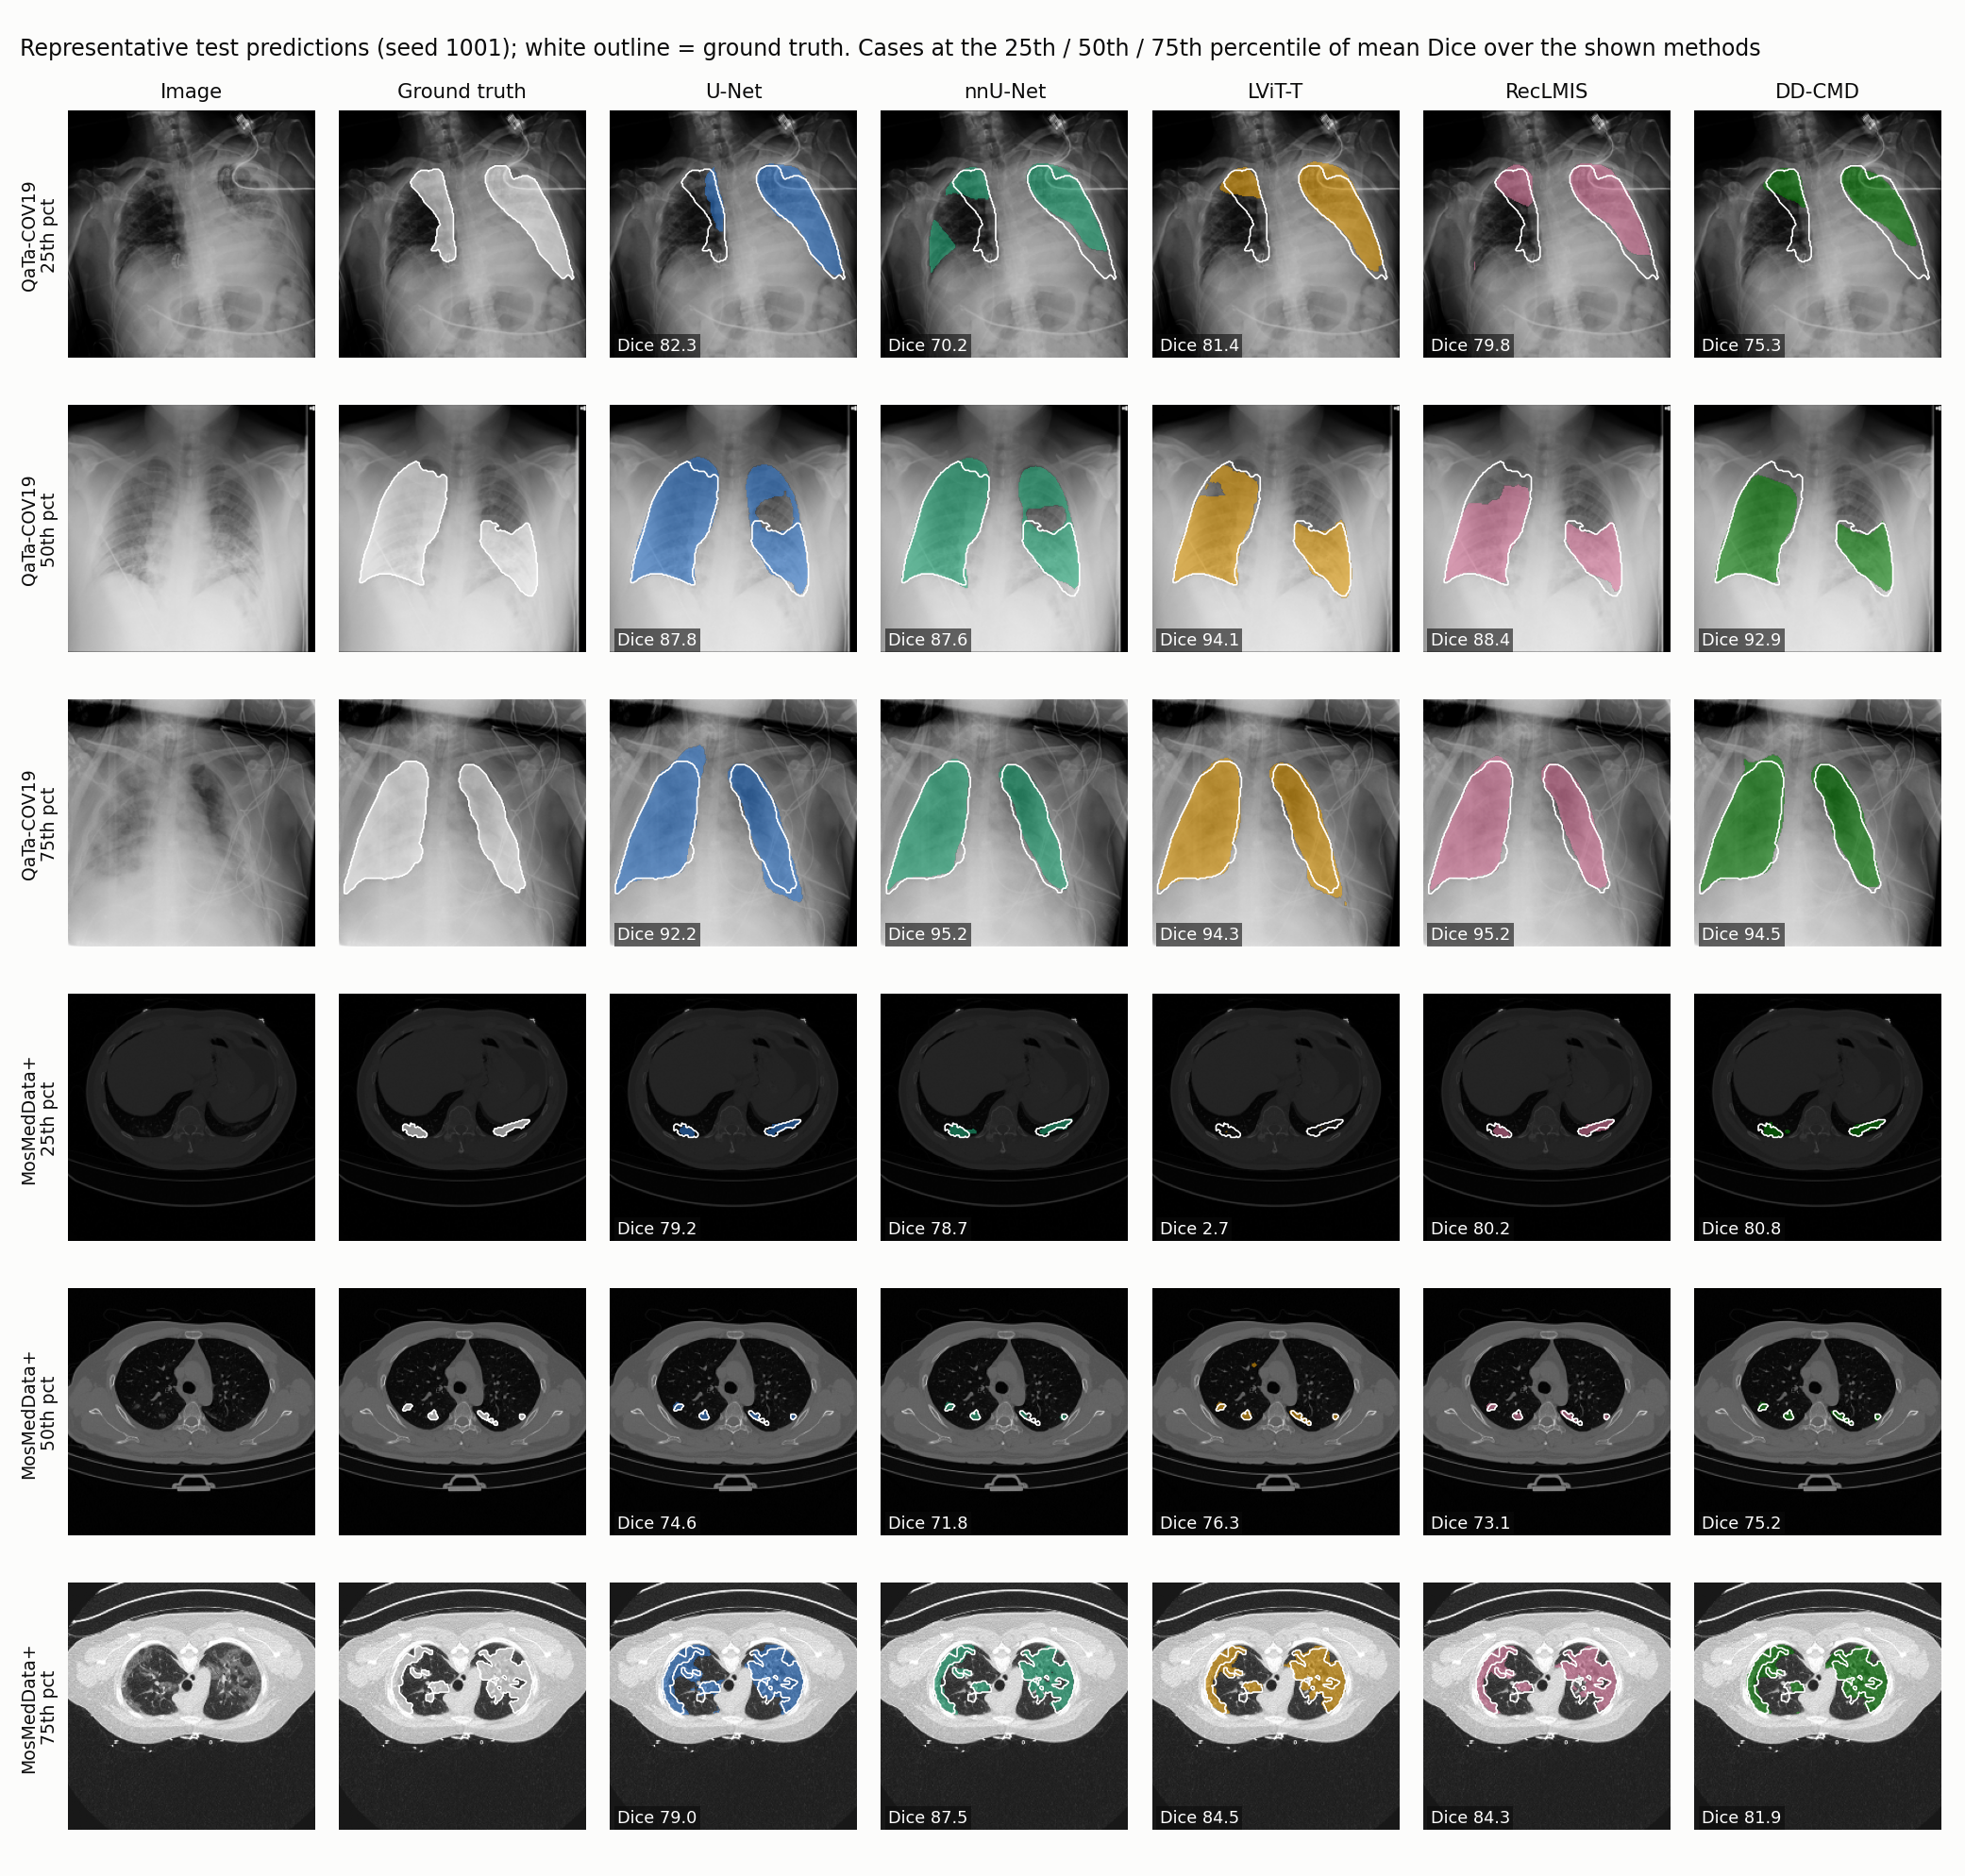 Representative test predictions (seed 1001); white outline = ground truth. Cases at the 25th / 50th / 75th percentile of mean Dice over the shown methods
Image
Ground truth
U-Net
nnU-Net
LViT-T
RecLMIS
DD-CMD
QaTa-COV19
25th pct
Dice 82.3
Dice 70.2
Dice 81.4
Dice 79.8
Dice 75.3
QaTa-COV19
50th pct
Dice 87.8
Dice 87.6
Dice 94.1
Dice 88.4
Dice 92.9
QaTa-COV19
75th pct
Dice 92.2
Dice 95.2
Dice 94.3
Dice 95.2
Dice 94.5
MosMedData+
25th pct
Dice 79.2
Dice 78.7
Dice 2.7
Dice 80.2
Dice 80.8
MosMedData+
50th pct
Dice 74.6
Dice 71.8
Dice 76.3
Dice 73.1
Dice 75.2
MosMedData+
75th pct
Dice 79.0
Dice 87.5
Dice 84.5
Dice 84.3
Dice 81.9